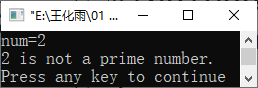 "E:\王化雨\01 ...
num=2
2 is not a prime number.
Press any key to continue